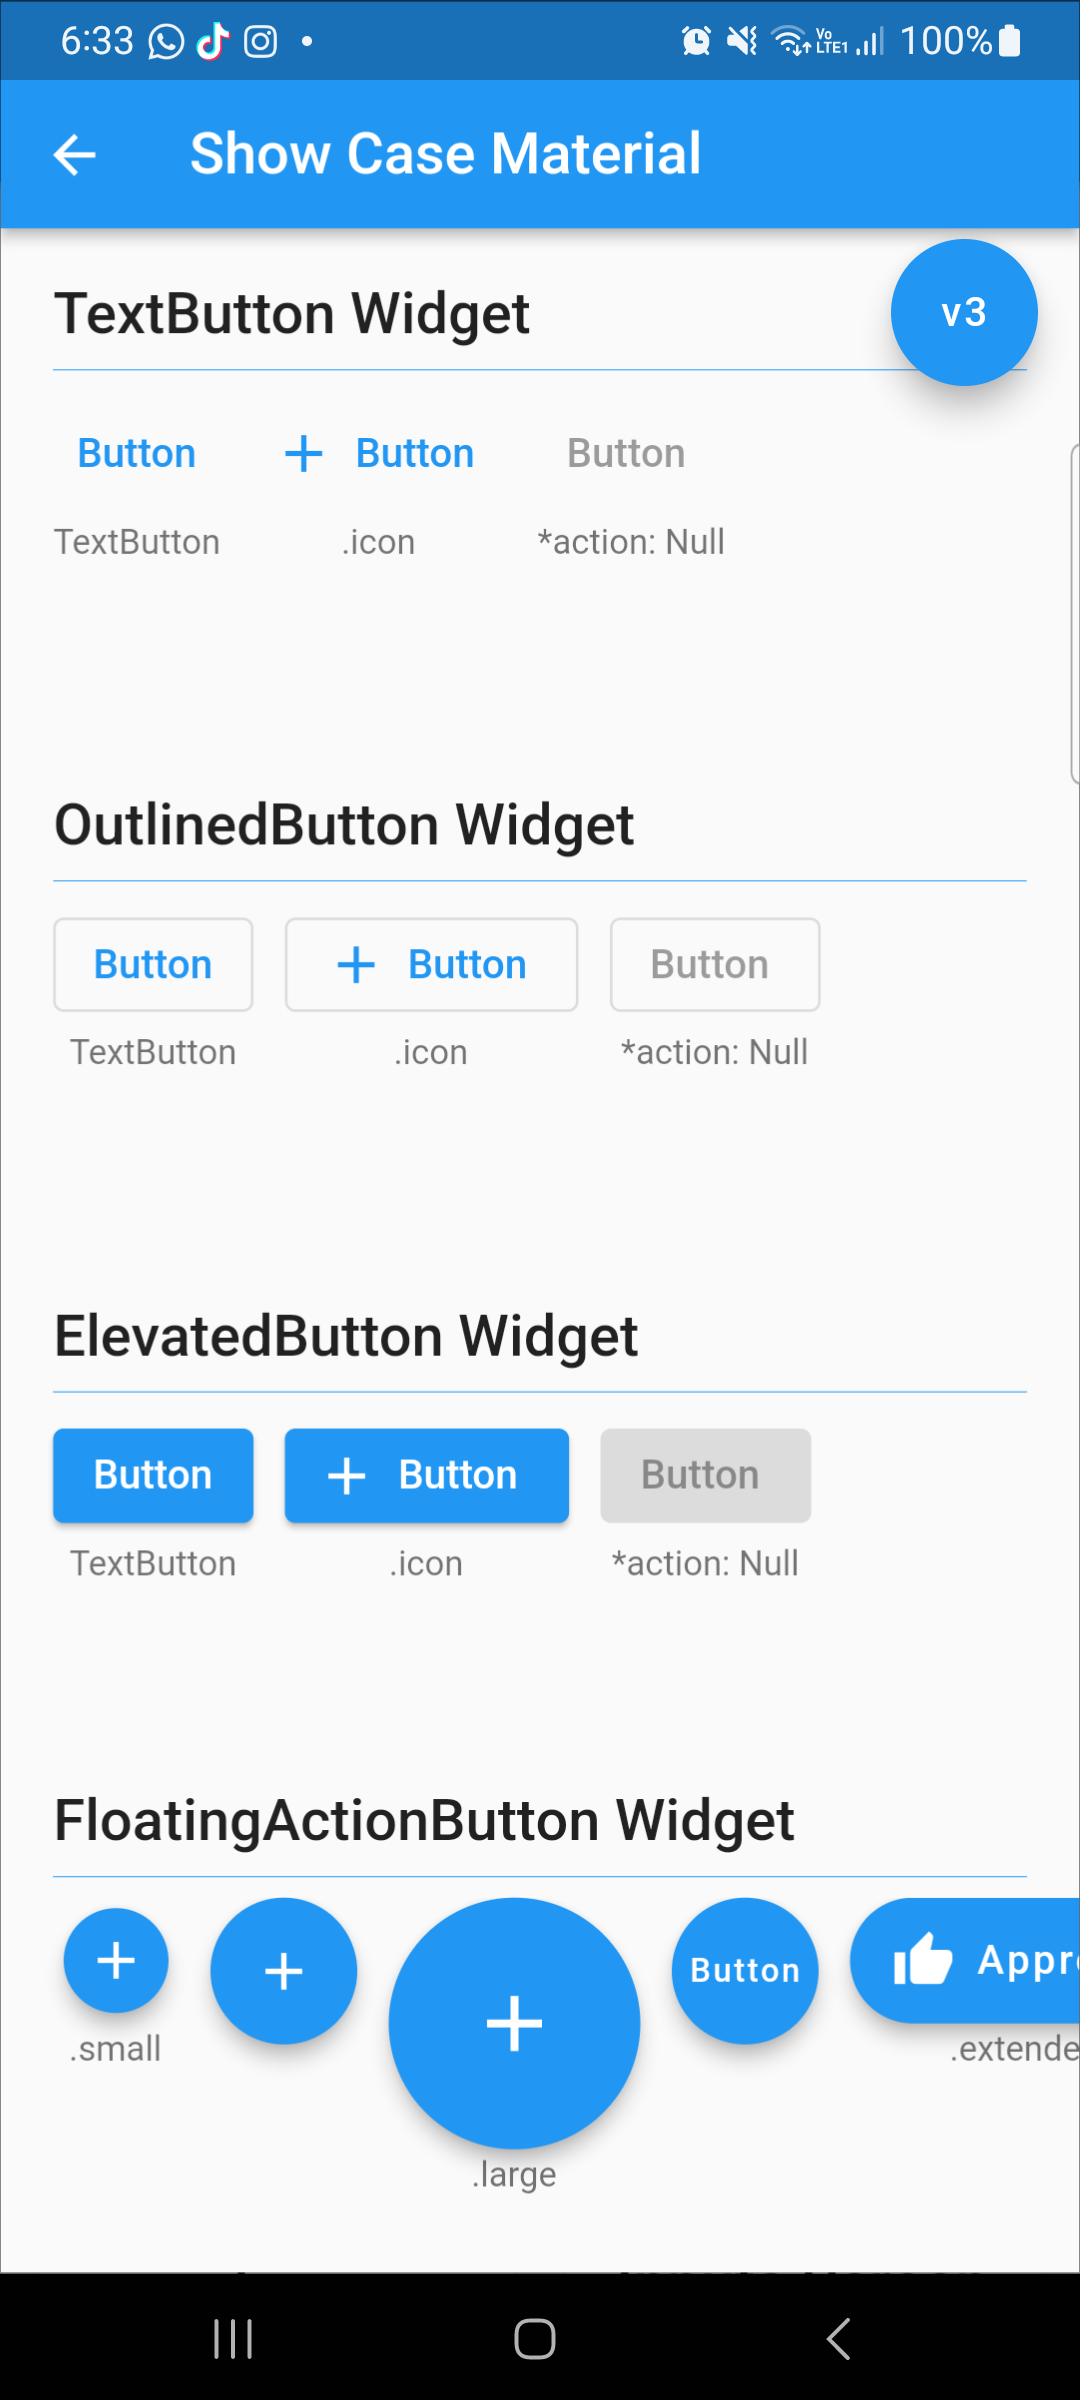 6:33 Vo LTE1 100%
Show Case Material
TextButton Widget
v3
Button Button Button
TextButton .icon *action: Null
OutlinedButton Widget
Button Button Button
TextButton .icon *action: Null
ElevatedButton Widget
Button Button Button
TextButton .icon *action: Null
FloatingActionButton Widget
Button Appr
.small .extende
.large